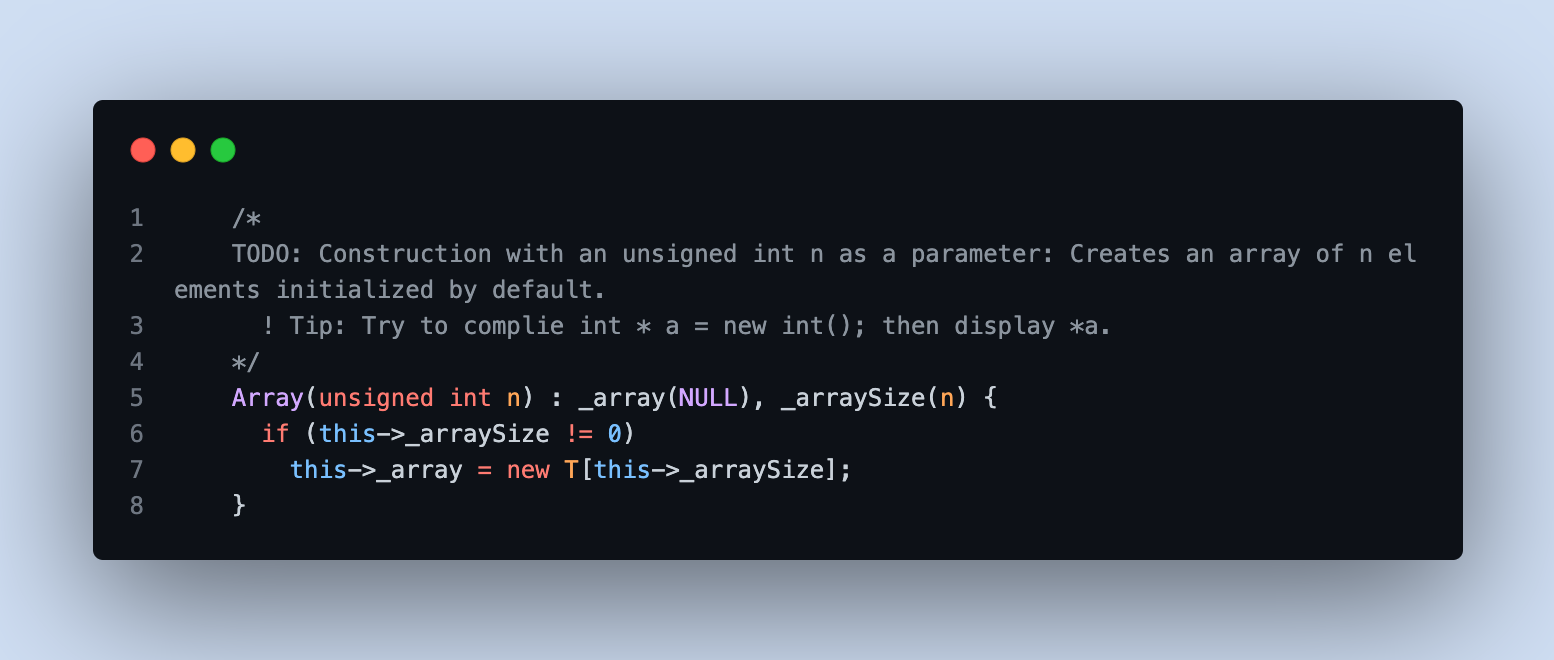 1 /*
2 TODO: Construction with an unsigned int n as a parameter: Creates an array of n el
ements initialized by default.
3 ! Tip: Try to complie int * a = new int(); then display *a.
4 */
5 Array(unsigned int n) : _array(NULL), _arraySize(n) {
6 if (this->_arraySize != 0)
7 this->_array = new T[this->_arraySize];
8 }